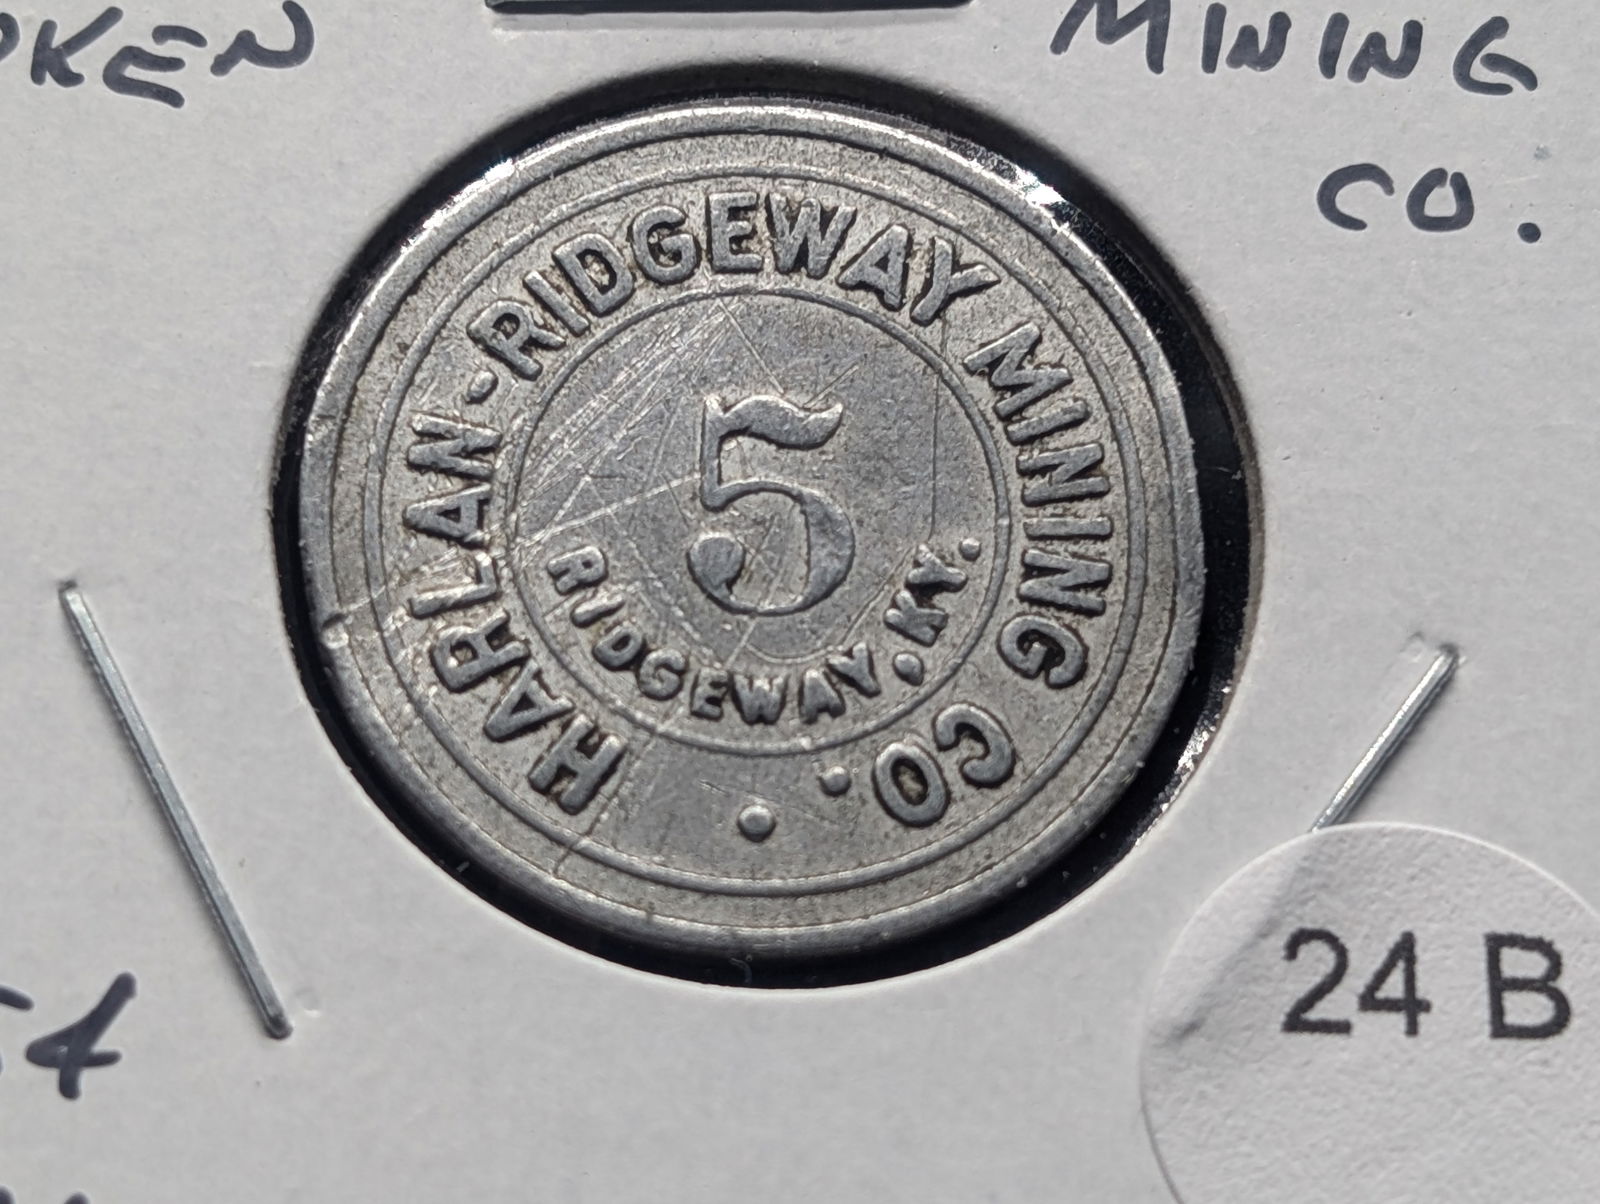 MINING
CO.
HARLAN-RIDGEWAY MINING CO.
5
RIDGEWAY, KY.
24 B